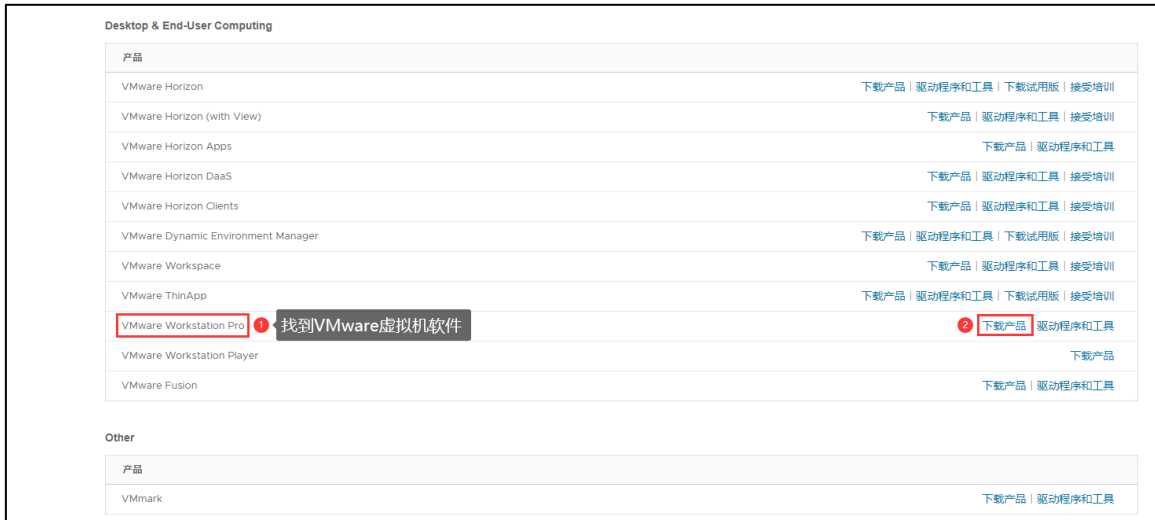 Desktop & End-User Computing
产品
VMware Horizon 下载产品 | 驱动程序和工具 | 下载试用版 | 接受培训
VMware Horizon (with View) 下载产品 | 驱动程序和工具 | 接受培训
VMware Horizon Apps 下载产品 | 驱动程序和工具
VMware Horizon DaaS 下载产品 | 驱动程序和工具 | 接受培训
VMware Horizon Clients 下载产品 | 驱动程序和工具 | 接受培训
VMware Dynamic Environment Manager 下载产品 | 驱动程序和工具 | 下载试用版 | 接受培训
VMware Workspace 下载产品 | 驱动程序和工具 | 接受培训
VMware ThinApp 下载产品 | 驱动程序和工具 | 下载试用版 | 接受培训
VMware Workstation Pro 1 找到VMware虚拟机软件 2 下载产品 驱动程序和工具
VMware Workstation Player 下载产品
VMware Fusion 下载产品 | 驱动程序和工具
Other
产品
VMmark 下载产品 | 驱动程序和工具